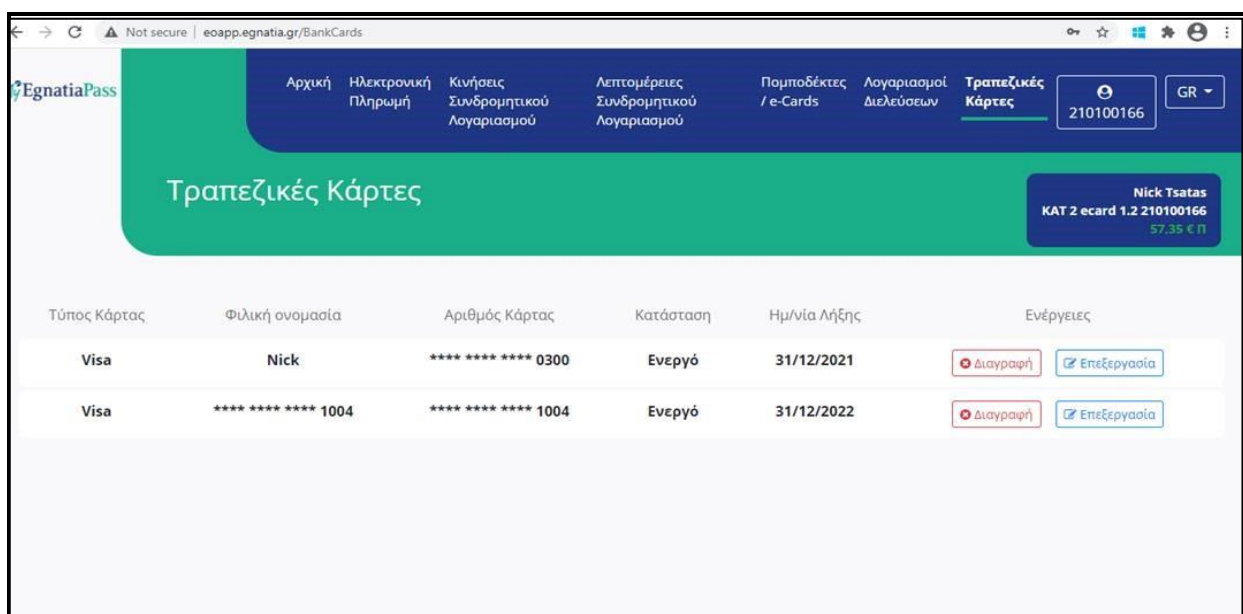 Not secure | eoapp.egnatia.gr/BankCards
EgnatiaPass
Αρχική
Ηλεκτρονική
Πληρωμή
Κινήσεις
Συνδρομητικού
Λογαριασμού
Λεπτομέρειες
Συνδρομητικού
Λογαριασμού
Πομποδέκτες
/ e-Cards
Λογαριασμοί
Διελεύσεων
Τραπεζικές
Κάρτες
210100166
GR
Τραπεζικές Κάρτες
Nick Tsatas
ΚΑΤ 2 ecard 1.2 210100166
57,35 € Π
Τύπος Κάρτας Φιλική ονομασία Αριθμός Κάρτας Κατάσταση Ημ/νία Λήξης Ενέργειες
Visa Nick **** **** **** 0300 Ενεργό 31/12/2021 Διαγραφή Επεξεργασία
Visa **** **** **** 1004 **** **** **** 1004 Ενεργό 31/12/2022 Διαγραφή Επεξεργασία